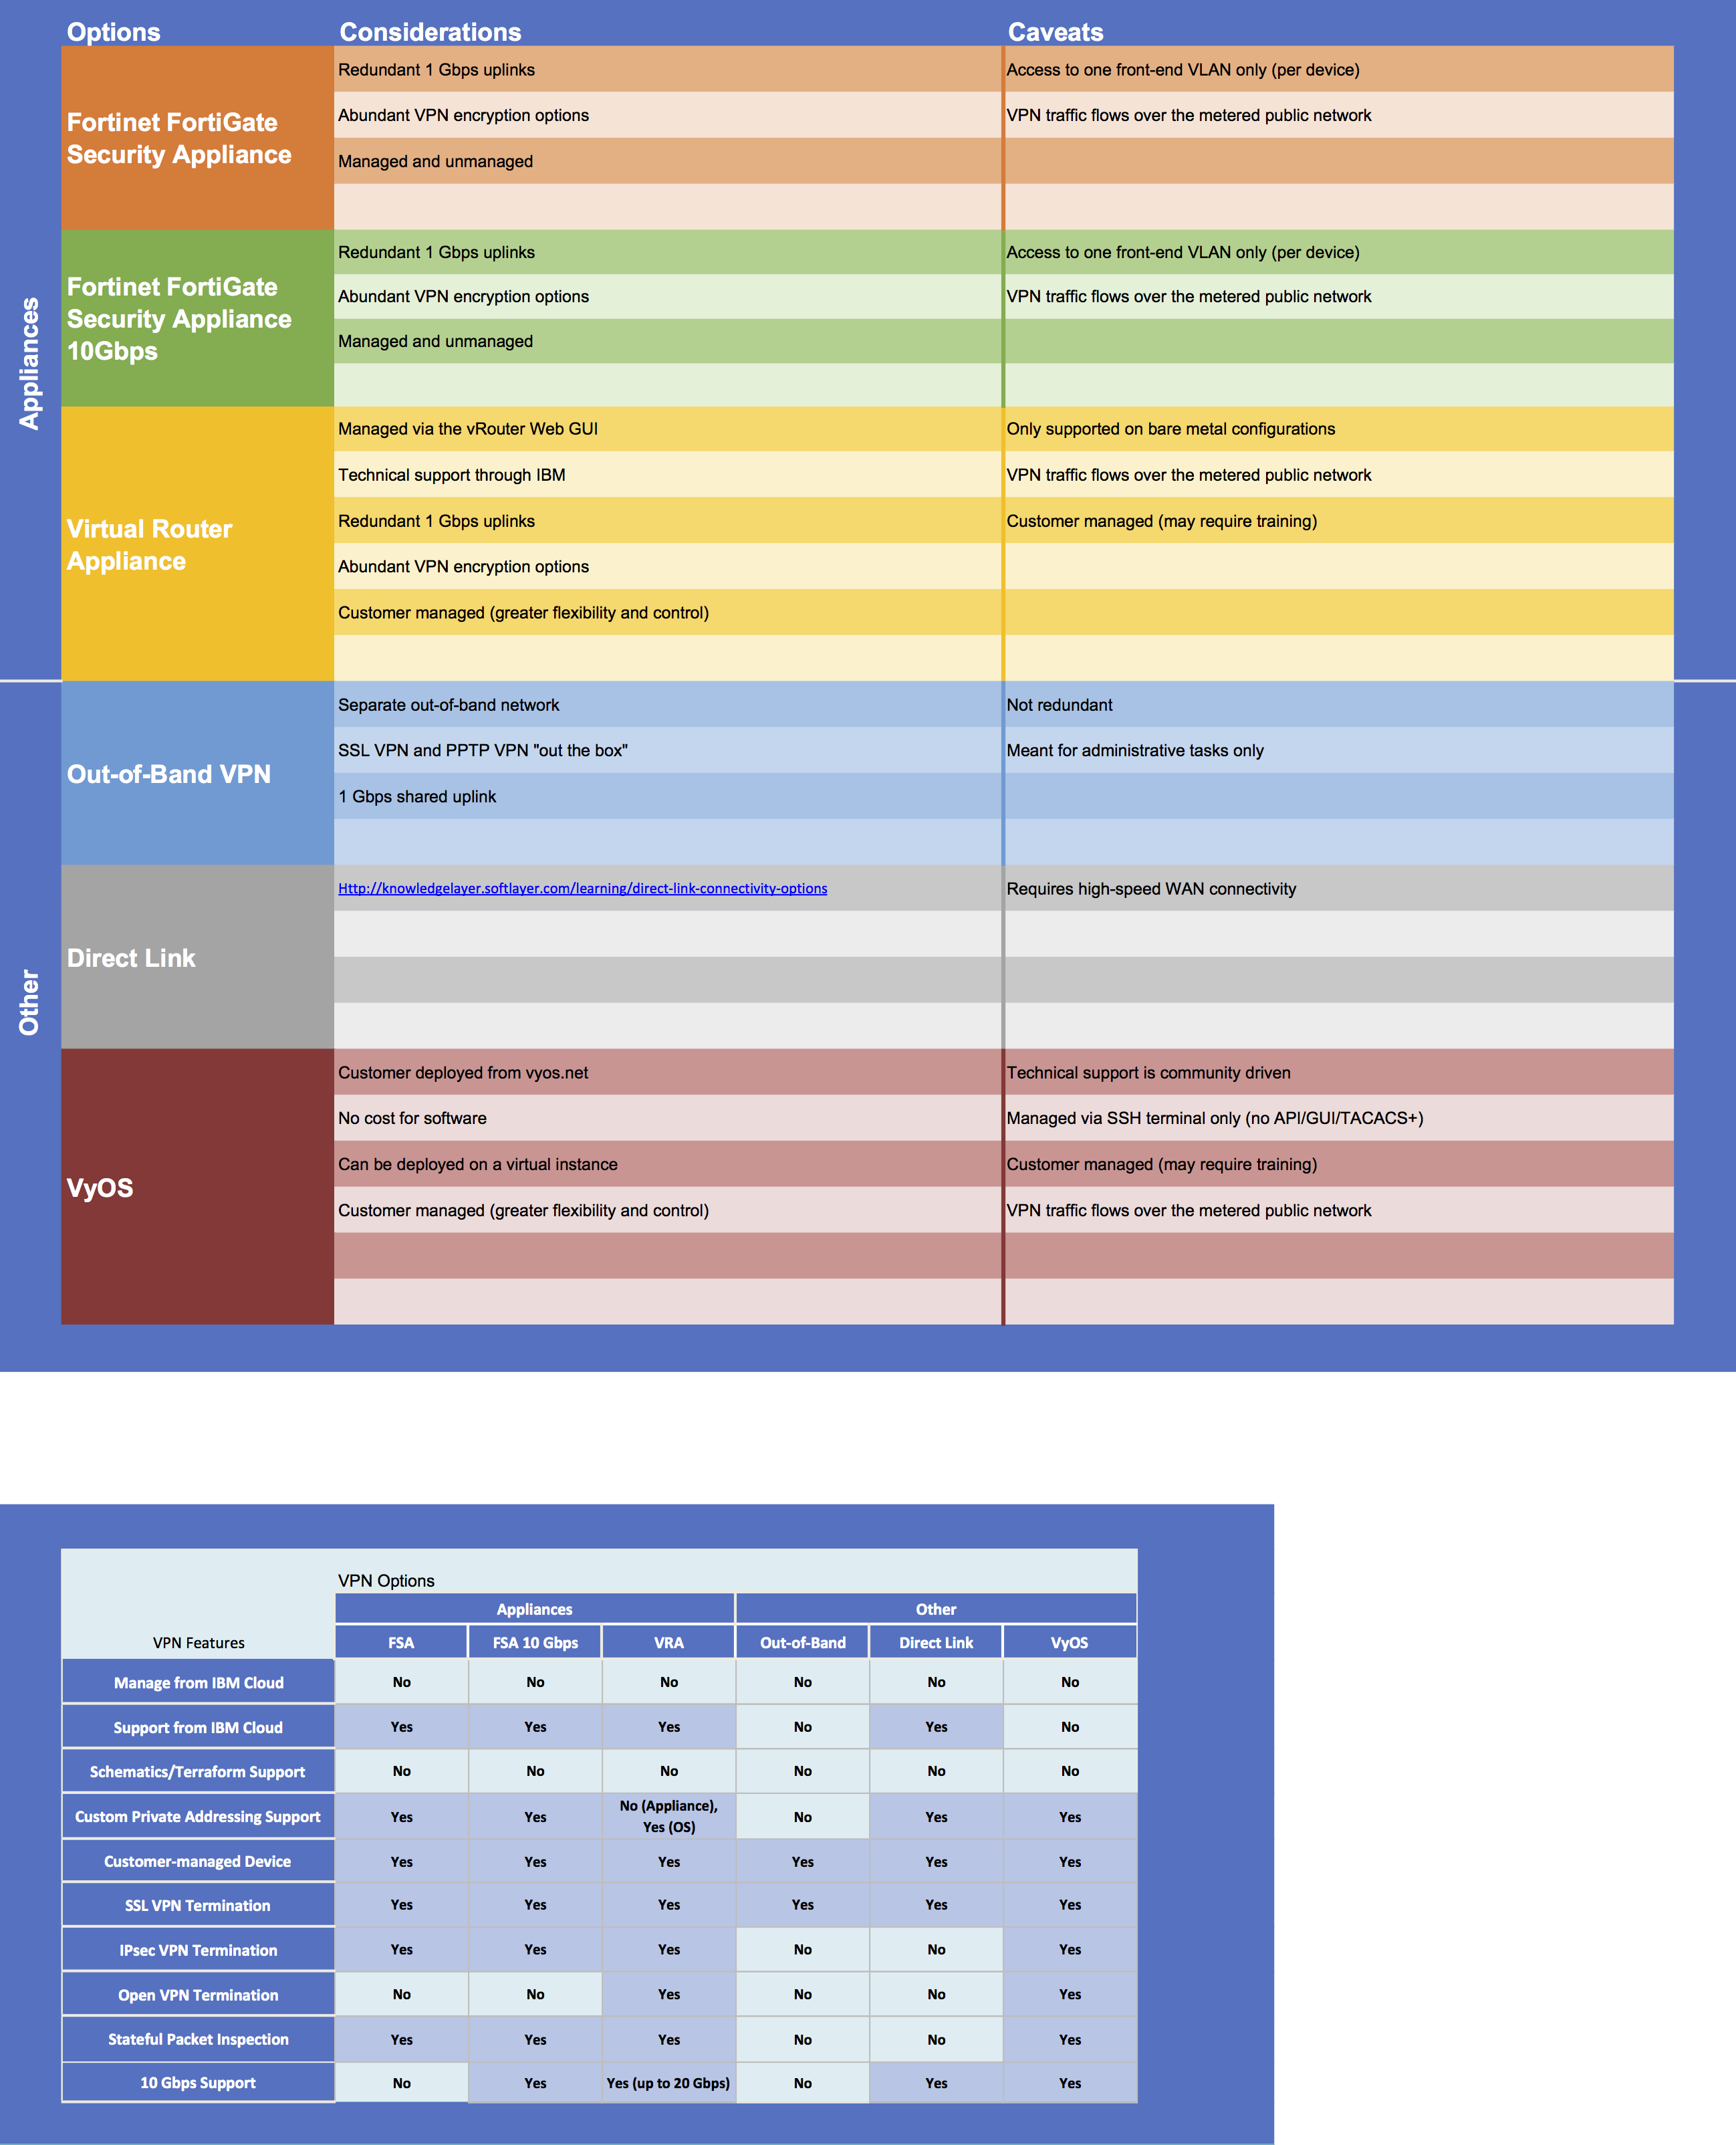 Options Considerations Caveats
Appliances
Fortinet FortiGate
Security Appliance
Redundant 1 Gbps uplinks Access to one front-end VLAN only (per device)
Abundant VPN encryption options VPN traffic flows over the metered public network
Managed and unmanaged
Fortinet FortiGate
Security Appliance
10Gbps
Redundant 1 Gbps uplinks Access to one front-end VLAN only (per device)
Abundant VPN encryption options VPN traffic flows over the metered public network
Managed and unmanaged
Virtual Router
Appliance
Managed via the vRouter Web GUI Only supported on bare metal configurations
Technical support through IBM VPN traffic flows over the metered public network
Redundant 1 Gbps uplinks Customer managed (may require training)
Abundant VPN encryption options
Customer managed (greater flexibility and control)
Other
Out-of-Band VPN
Separate out-of-band network Not redundant
SSL VPN and PPTP VPN "out the box" Meant for administrative tasks only
1 Gbps shared uplink
Direct Link
Http://knowledgelayer.softlayer.com/learning/direct-link-connectivity-options Requires high-speed WAN connectivity
VyOS
Customer deployed from vyos.net Technical support is community driven
No cost for software Managed via SSH terminal only (no API/GUI/TACACS+)
Can be deployed on a virtual instance Customer managed (may require training)
Customer managed (greater flexibility and control) VPN traffic flows over the metered public network
VPN Options
Appliances Other
VPN Features FSA FSA 10 Gbps VRA Out-of-Band Direct Link VyOS
Manage from IBM Cloud No No No No No No
Support from IBM Cloud Yes Yes Yes No Yes No
Schematics/Terraform Support No No No No No No
Custom Private Addressing Support Yes Yes No (Appliance), Yes (OS) No Yes Yes
Customer-managed Device Yes Yes Yes Yes Yes Yes
SSL VPN Termination Yes Yes Yes Yes Yes Yes
IPsec VPN Termination Yes Yes Yes No No Yes
Open VPN Termination No No Yes No No Yes
Stateful Packet Inspection Yes Yes Yes No No Yes
10 Gbps Support No Yes Yes (up to 20 Gbps) No Yes Yes